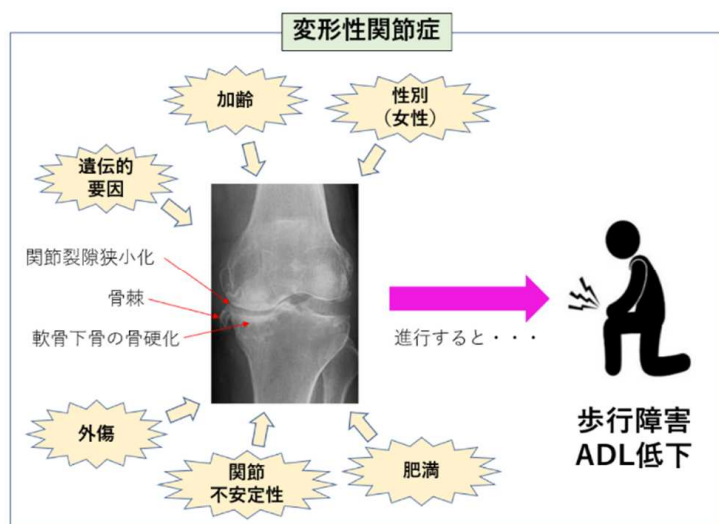 変形性関節症
加齢
性別
（女性）
遺伝的
要因
関節裂隙狭小化
骨棘
軟骨下骨の骨硬化
進行すると・・・
外傷
関節
不安定性
肥満
歩行障害
ADL低下